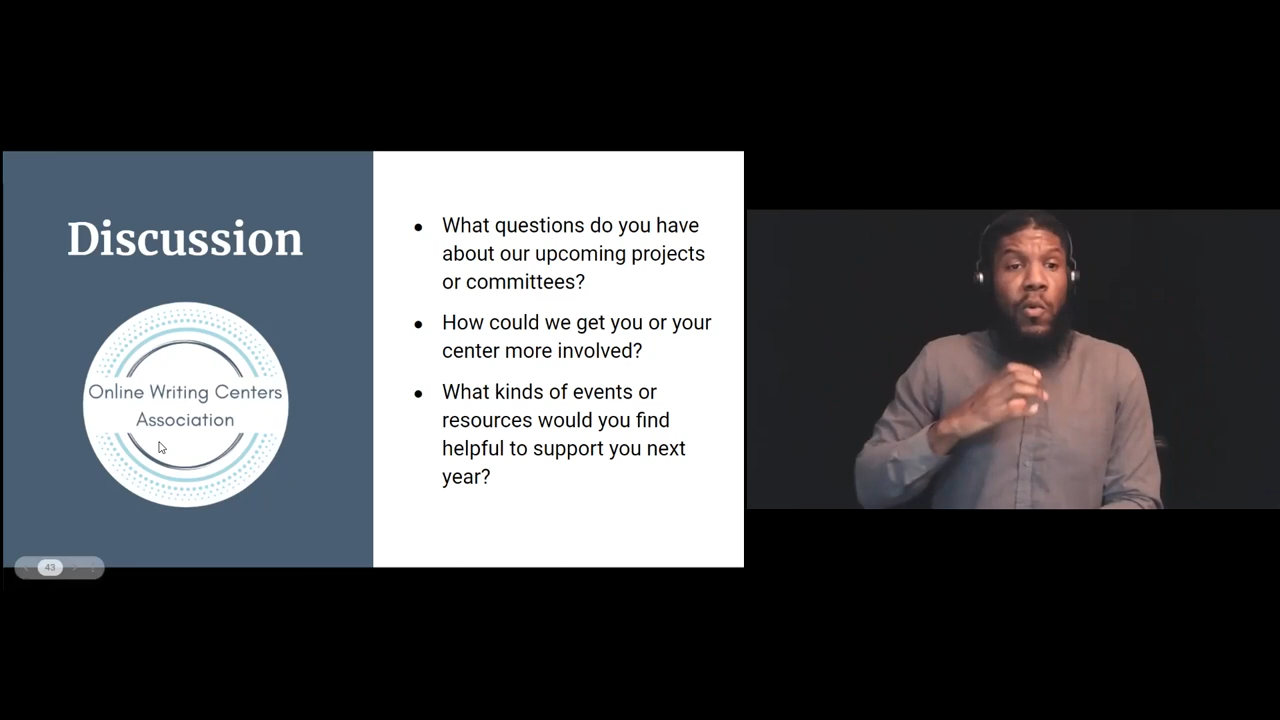 Discussion
Online Writing Centers
Association
43
● What questions do you have
about our upcoming projects
or committees?
● How could we get you or your
center more involved?
● What kinds of events or
resources would you find
helpful to support you next
year?